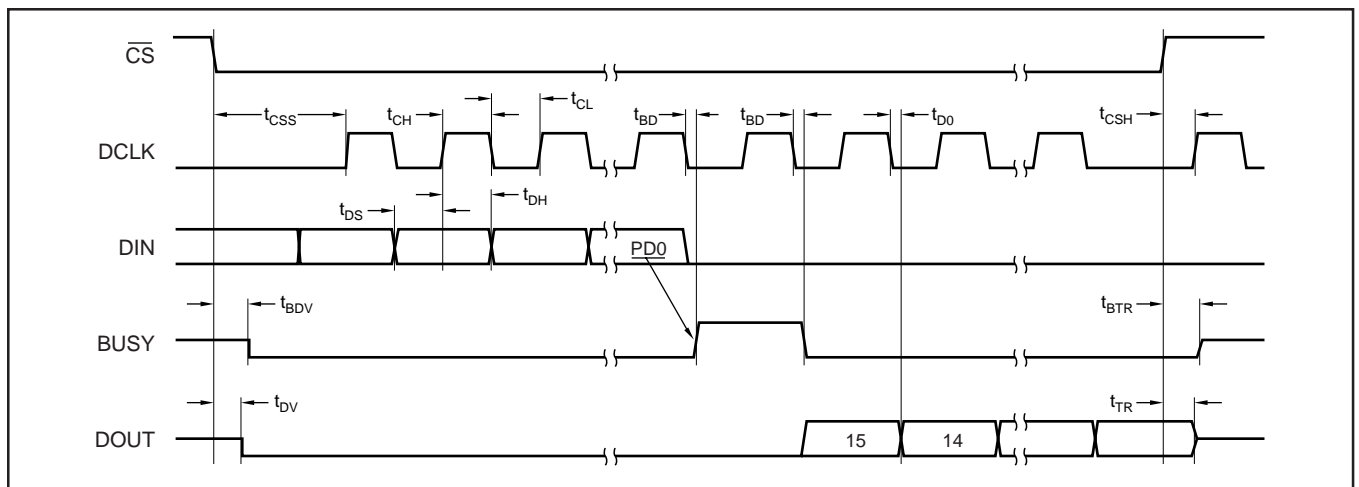 CS
tCSS
tCH
tCL
tBD
tBD
tD0
tCSH
DCLK
tDS
tDH
DIN
PD0
tBDV
tBTR
BUSY
tDV
tTR
DOUT
15
14